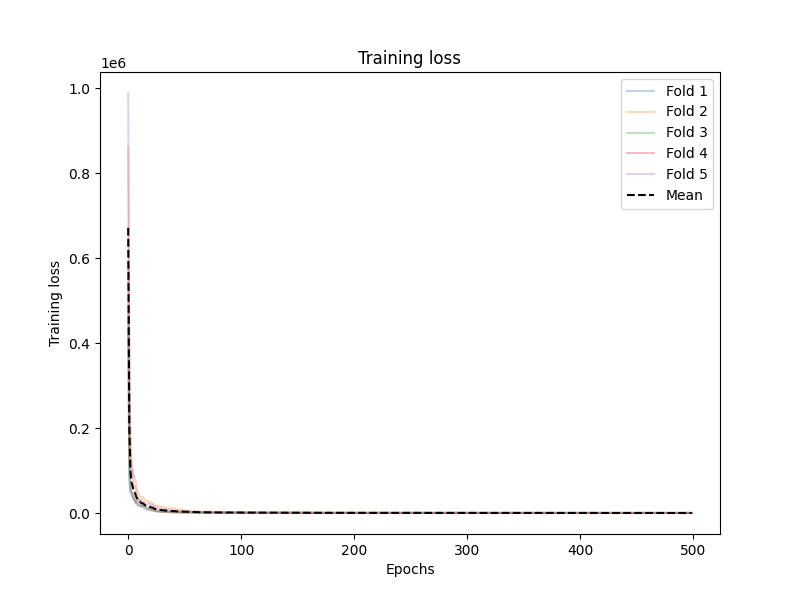 Training loss
1e6
1.0
0.8
0.6
0.4
0.2
0.0
Training loss
0
100
200
300
400
500
Epochs
Fold 1
Fold 2
Fold 3
Fold 4
Fold 5
Mean